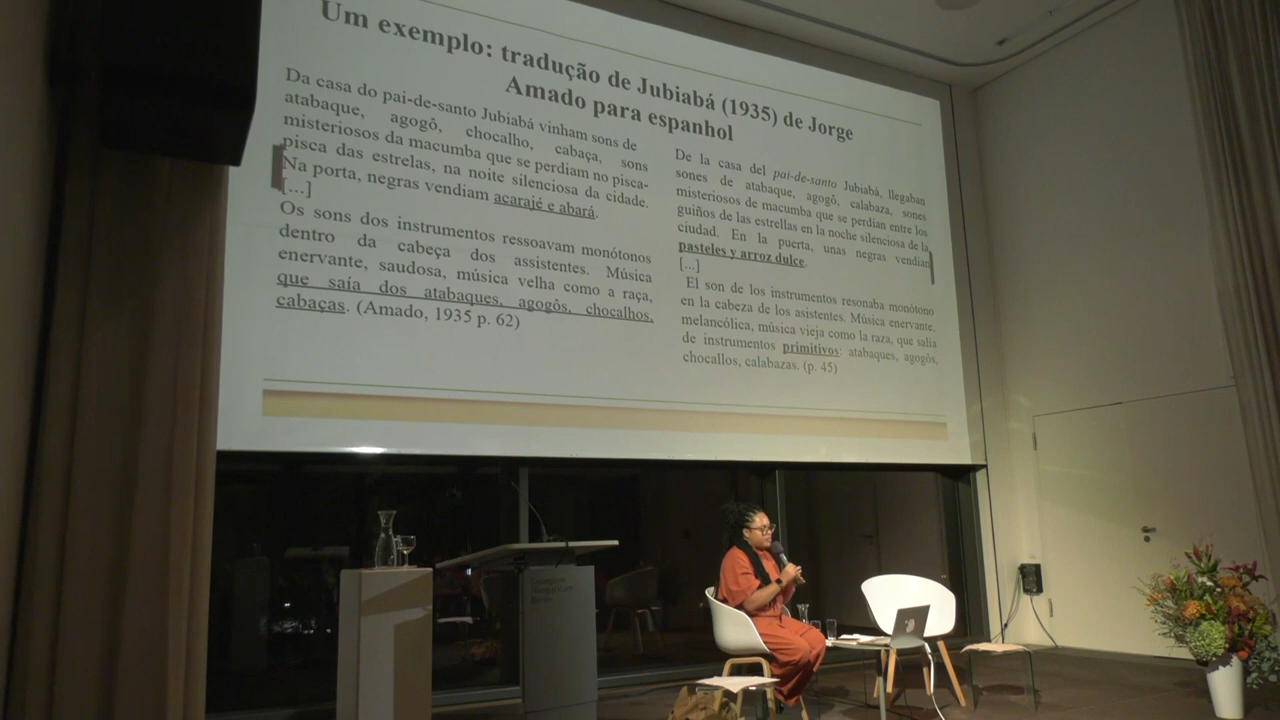 Um exemplo: tradução de Jubiabá (1935) de Jorge
Amado para espanhol
Da casa do pai-de-santo Jubiabá vinham sons de
atabaque, agogô, chocalho, cabaça, sons
misteriosos da macumba que se perdiam no pisca-
pisca das estrelas, na noite silenciosa da cidade.
Na porta, negras vendiam acarajé e abará.
[...]
Os sons dos instrumentos ressoavam monótonos
dentro da cabeça dos assistentes. Música
enervante, saudosa, música velha como a raça,
que saía dos atabaques, agogôs, chocalhos,
cabaças. (Amado, 1935 p. 62)
De la casa del pai-de-santo Jubiabá, llegaban
sones de atabaque, agogô, calabaza, sones
misteriosos de macumba que se perdían entre los
guiños de las estrellas en la noche silenciosa de la
ciudad. En la puerta, unas negras vendían
pasteles y arroz dulce.
[...]
El son de los instrumentos resonaba monótono
en la cabeza de los asistentes. Música enervante,
melancólica, música vieja como la raza, que salía
de instrumentos primitivos: atabaques, agogôs,
chocallos, calabazas. (p. 45)